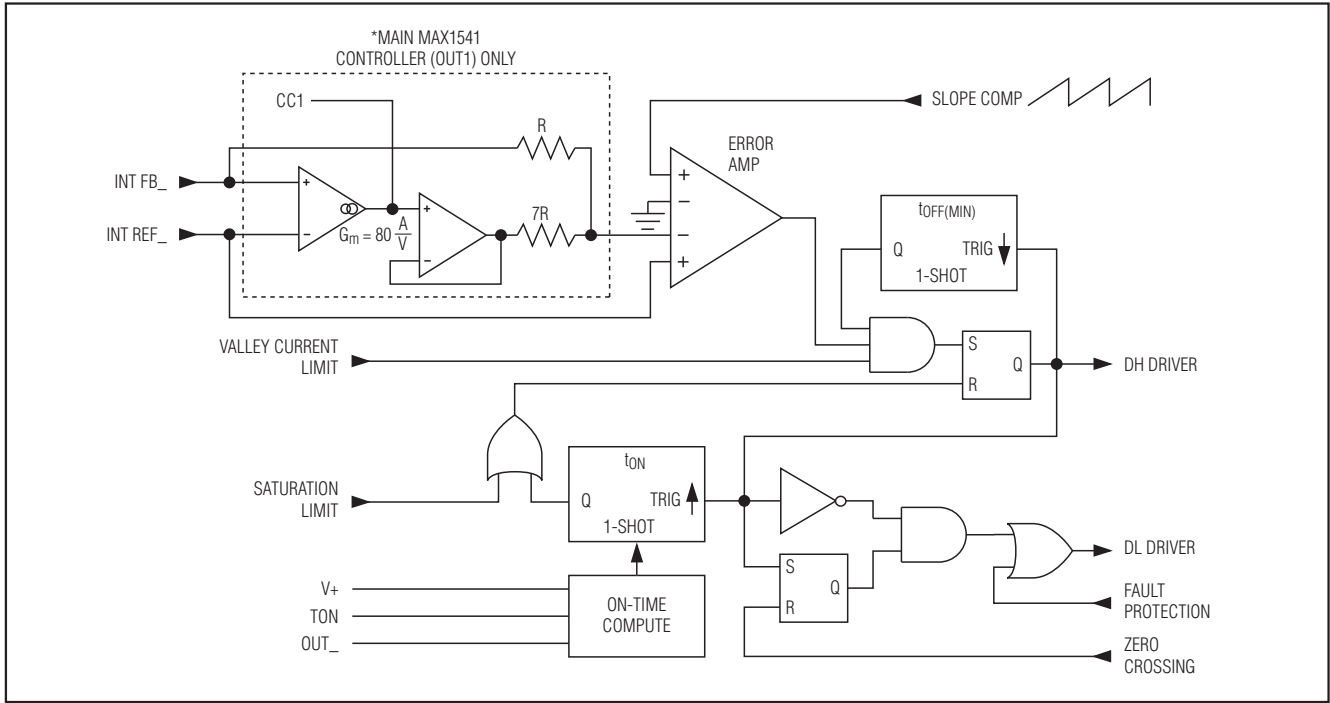 *MAIN MAX1541
CONTROLLER (OUT1) ONLY
CC1
R
SLOPE COMP
ERROR
AMP
INT FB_
+
INT REF_
−
Gm = 80 A/V
+
−
7R
+
−
−
+
tOFF(MIN)
Q
TRIG
1-SHOT
VALLEY CURRENT
LIMIT
S
Q
R
DH DRIVER
tON
SATURATION
LIMIT
Q
TRIG
1-SHOT
DL DRIVER
S
Q
R
V+
TON
OUT_
ON-TIME
COMPUTE
FAULT
PROTECTION
ZERO
CROSSING